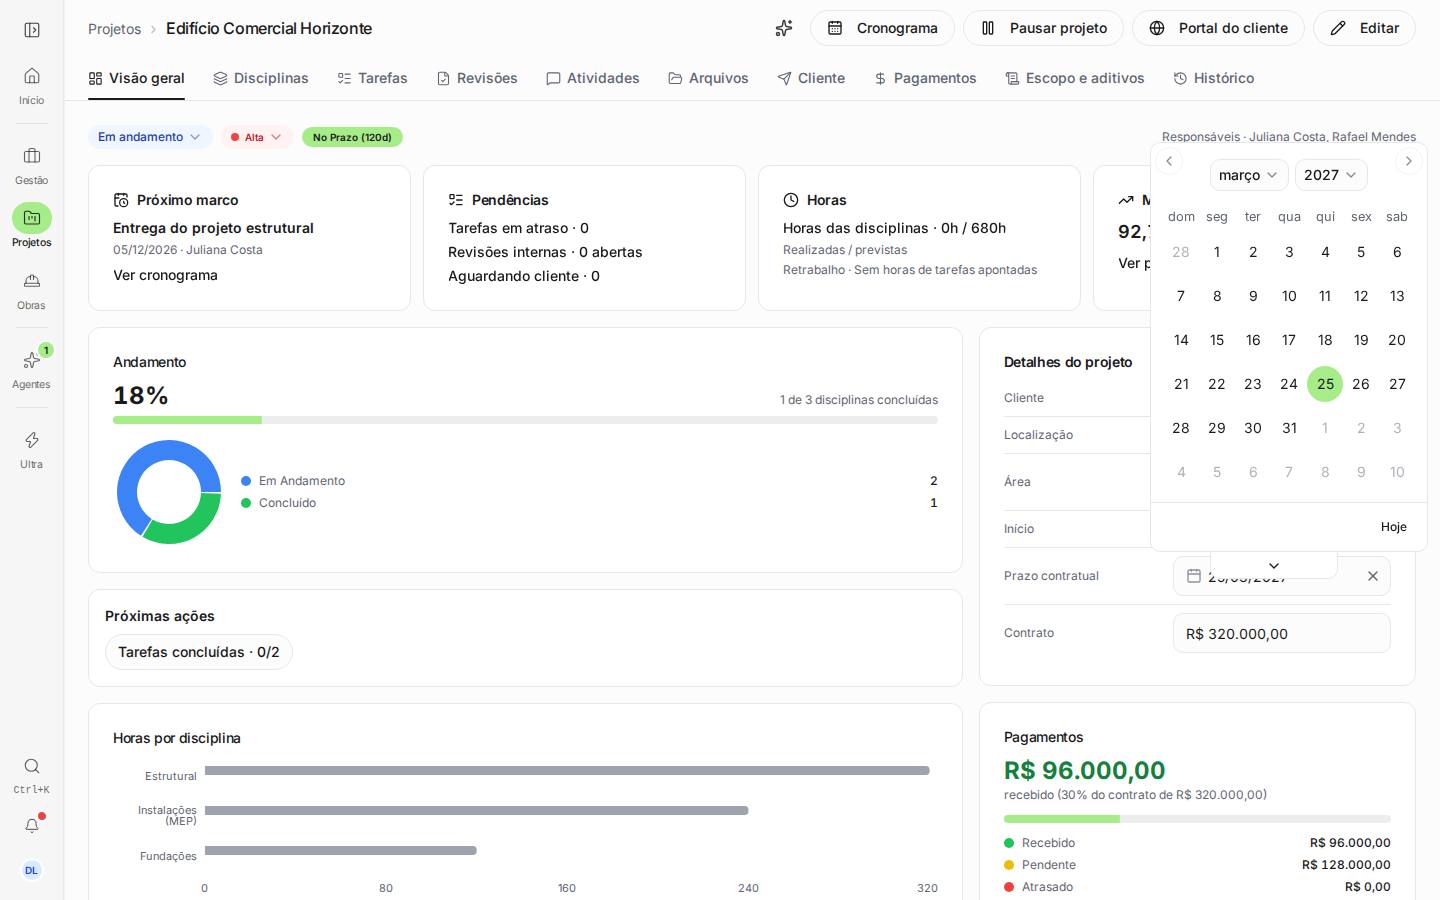 Projetos › Edifício Comercial Horizonte
Cronograma
Pausar projeto
Portal do cliente
Editar
Início
Gestão
Projetos
Obras
1
Agentes
Ultra
Ctrl+K
DL
Visão geral
Disciplinas
Tarefas
Revisões
Atividades
Arquivos
Cliente
Pagamentos
Escopo e aditivos
Histórico
Em andamento
Alta
No Prazo (120d)
Responsáveis · Juliana Costa, Rafael Mendes
Próximo marco
Entrega do projeto estrutural
05/12/2026 · Juliana Costa
Ver cronograma
Pendências
Tarefas em atraso · 0
Revisões internas · 0 abertas
Aguardando cliente · 0
Horas
Horas das disciplinas · 0h / 680h
Realizadas / previstas
Retrabalho · Sem horas de tarefas apontadas
março
2027
dom seg ter qua qui sex sab
28 1 2 3 4 5 6
7 8 9 10 11 12 13
14 15 16 17 18 19 20
21 22 23 24 25 26 27
28 29 30 31 1 2 3
4 5 6 7 8 9 10
Hoje
Andamento
18%
1 de 3 disciplinas concluídas
Em Andamento 2
Concluído 1
Próximas ações
Tarefas concluídas · 0/2
Detalhes do projeto
Cliente
Localização
Área
Início
Prazo contratual
Contrato R$ 320.000,00
Horas por disciplina
Estrutural
Instalações
(MEP)
Fundações
0 80 160 240 320
Pagamentos
R$ 96.000,00
recebido (30% do contrato de R$ 320.000,00)
Recebido R$ 96.000,00
Pendente R$ 128.000,00
Atrasado R$ 0,00